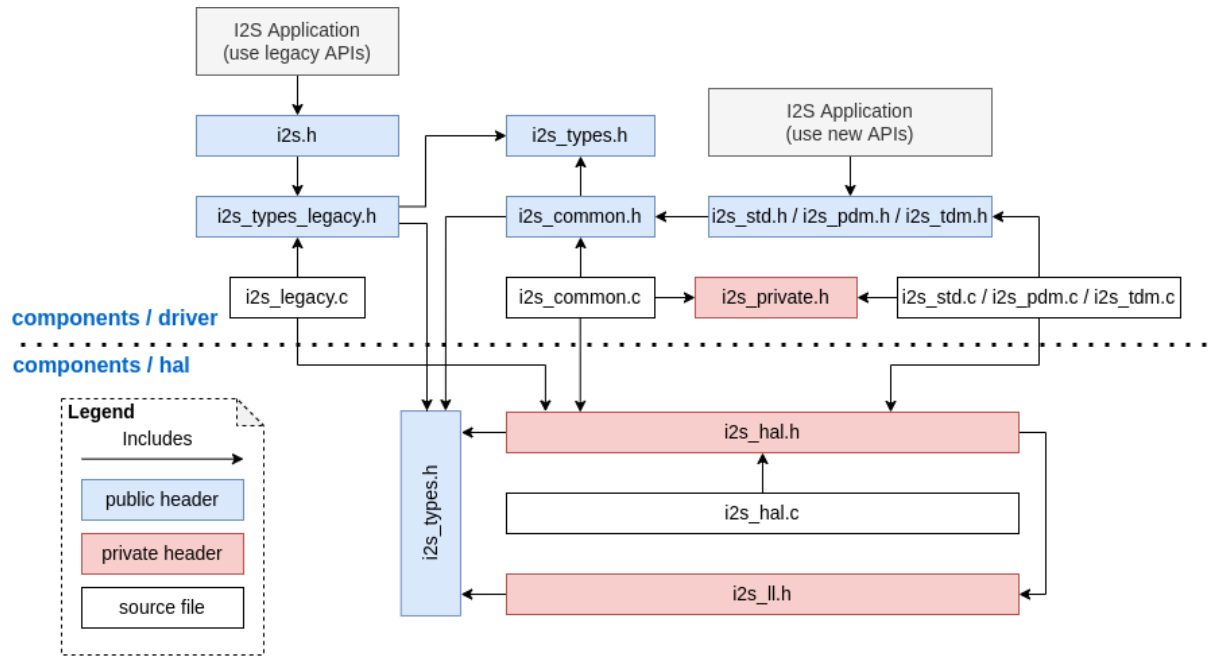 I2S Application
(use legacy APIs)
i2s.h
i2s_types.h
I2S Application
(use new APIs)
i2s_types_legacy.h
i2s_common.h
i2s_std.h / i2s_pdm.h / i2s_tdm.h
i2s_legacy.c
i2s_common.c
i2s_private.h
i2s_std.c / i2s_pdm.c / i2s_tdm.c
components / driver
components / hal
Legend
Includes
public header
private header
source file
i2s_types.h
i2s_hal.h
i2s_hal.c
i2s_ll.h